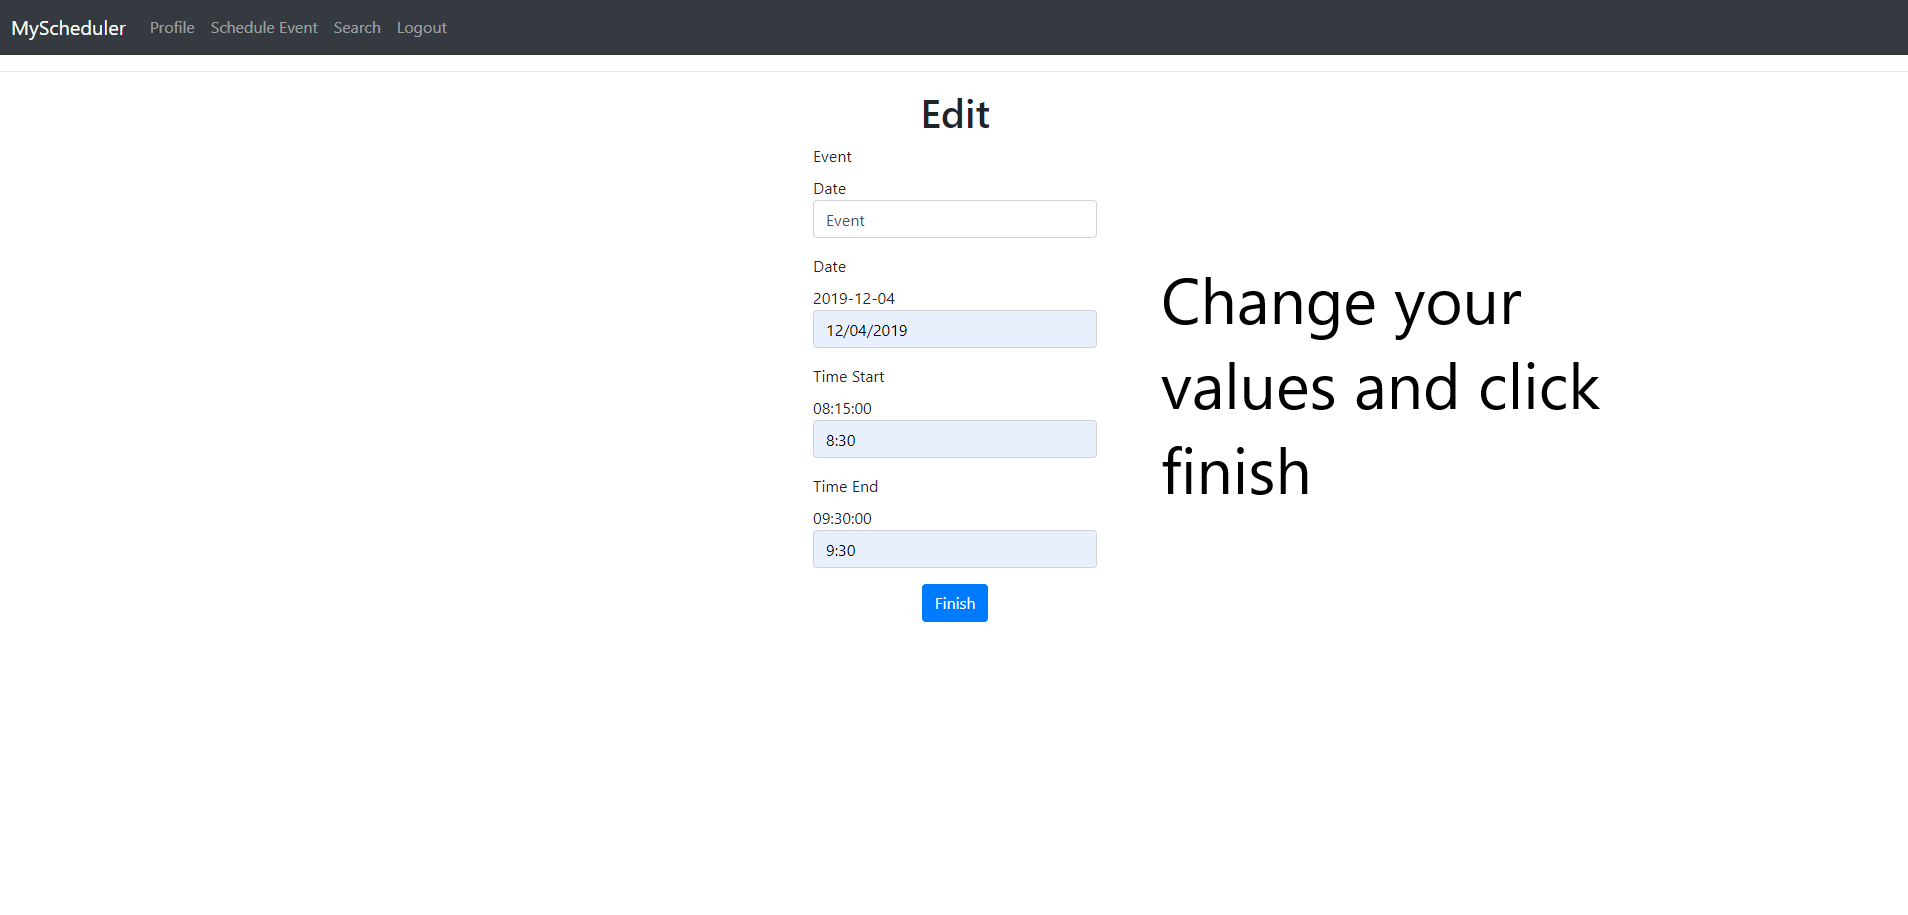 MyScheduler Profile Schedule Event Search Logout
Edit
Event
Date
Event
Date
2019-12-04
12/04/2019
Time Start
08:15:00
8:30
Time End
09:30:00
9:30
Finish
Change your
values and click
finish